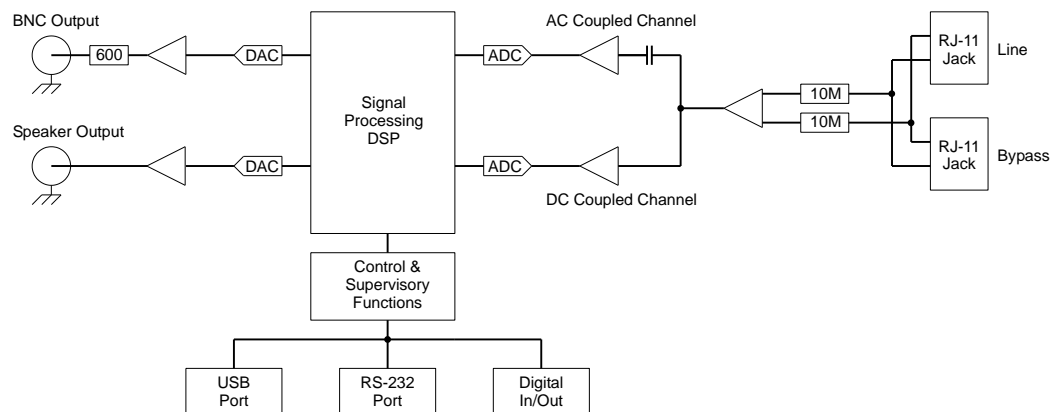 BNC Output
AC Coupled Channel
600
DAC
ADC
RJ-11
Jack
Line
Signal
Processing
DSP
10M
10M
Speaker Output
RJ-11
Jack
Bypass
DAC
ADC
DC Coupled Channel
Control &
Supervisory
Functions
USB
Port
RS-232
Port
Digital
In/Out